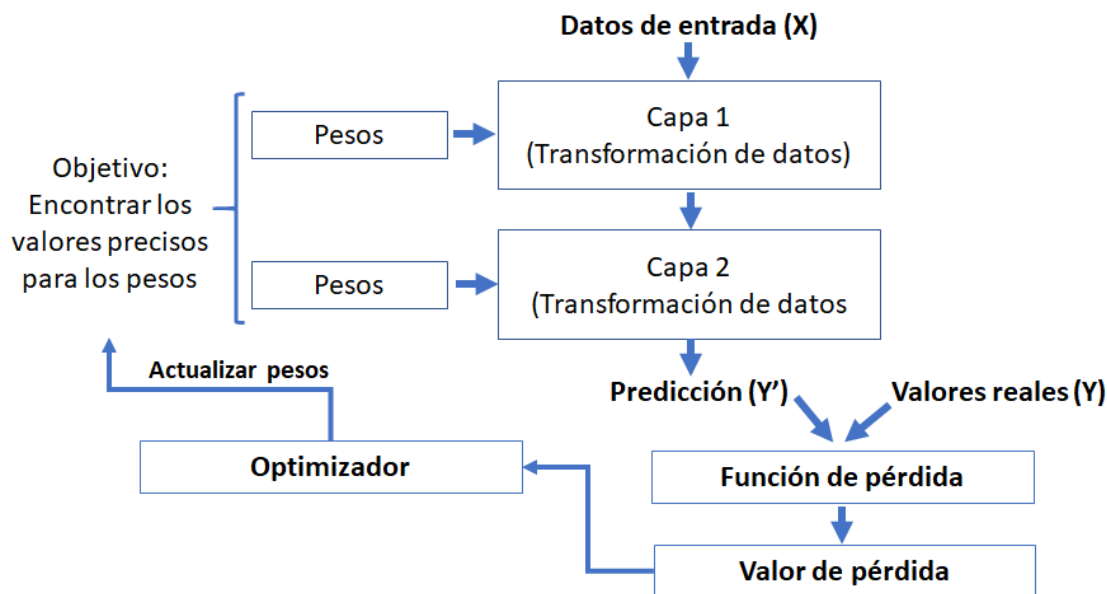 Datos de entrada (X)
Pesos
Capa 1
(Transformación de datos)
Objetivo:
Encontrar los
valores precisos
para los pesos
Pesos
Capa 2
(Transformación de datos
Actualizar pesos
Predicción (Y’)
Valores reales (Y)
Optimizador
Función de pérdida
Valor de pérdida